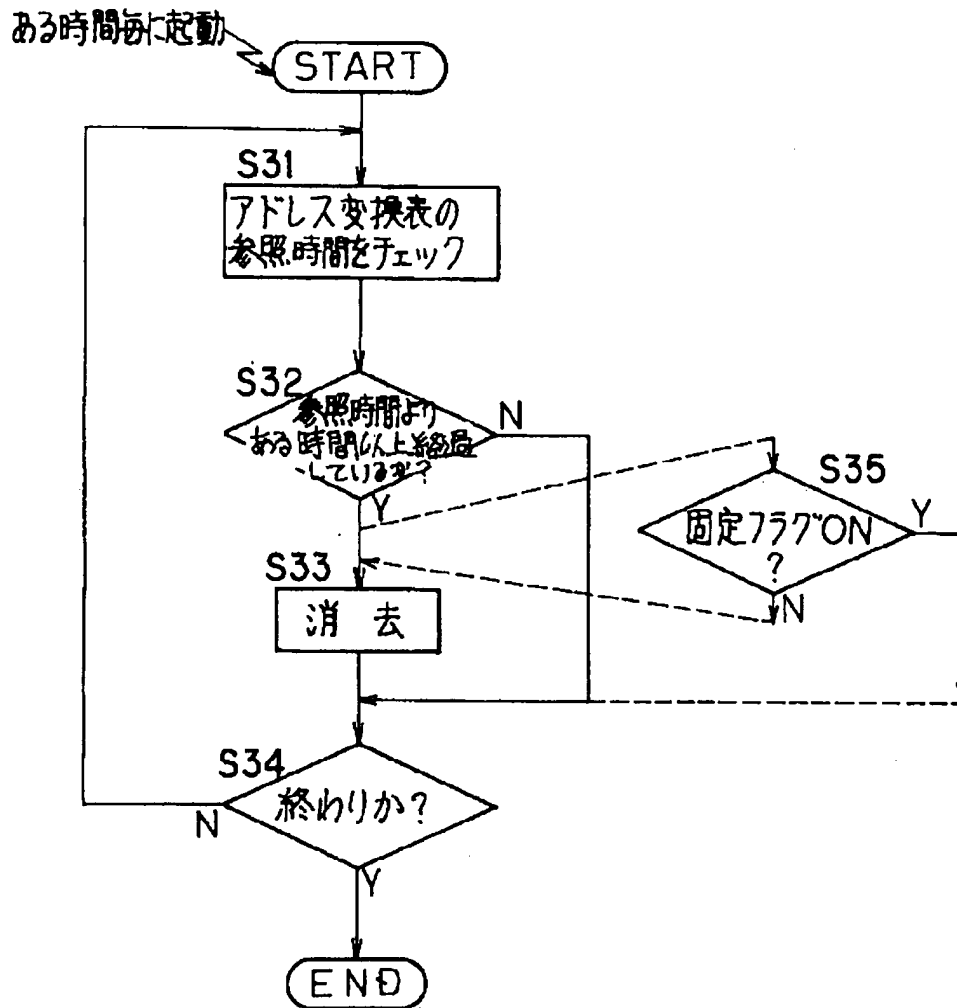 ある時間毎に起動
START
S31
アドレス変換表の
参照時間をチェック
S32
参照時間より
ある時間以上経過
しているか?
N
Y
S35
固定フラグON
?
Y
N
S33
消去
S34
終わりか?
N
Y
END